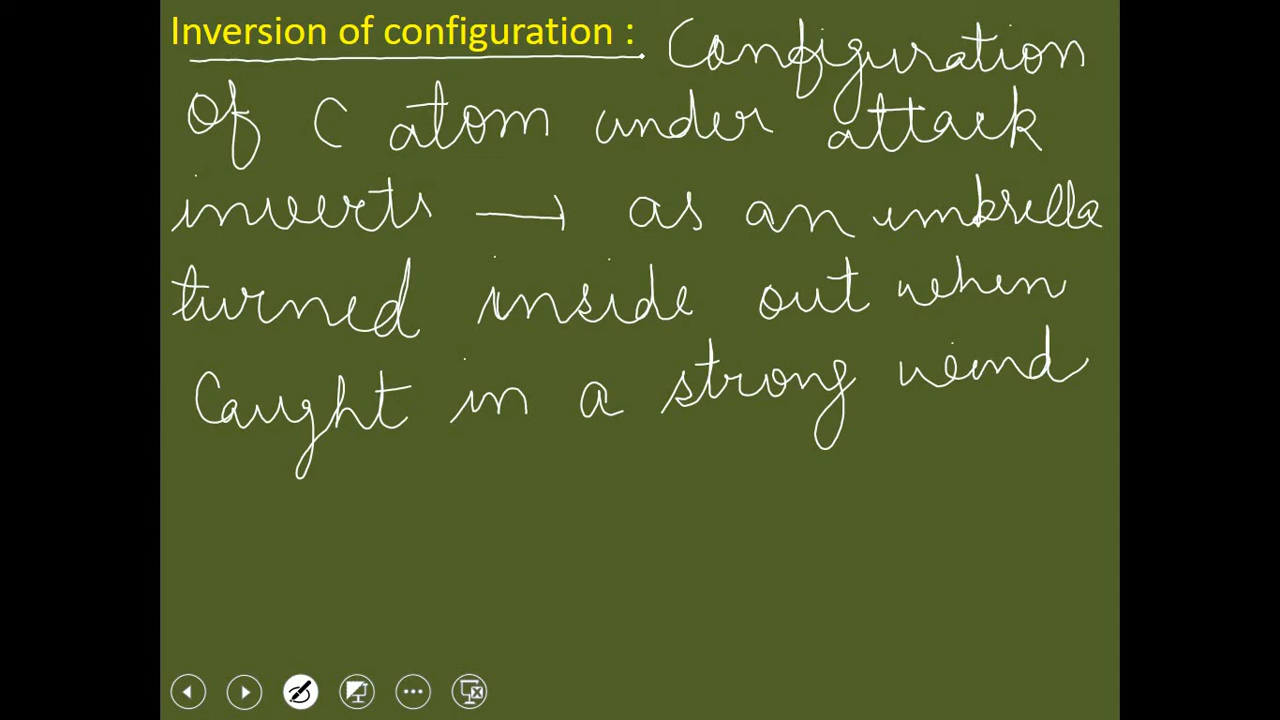 Inversion of configuration : Configuration
Of C atom under attack
inverts → as an umbrella
turned inside out when
Caught in a strong wind